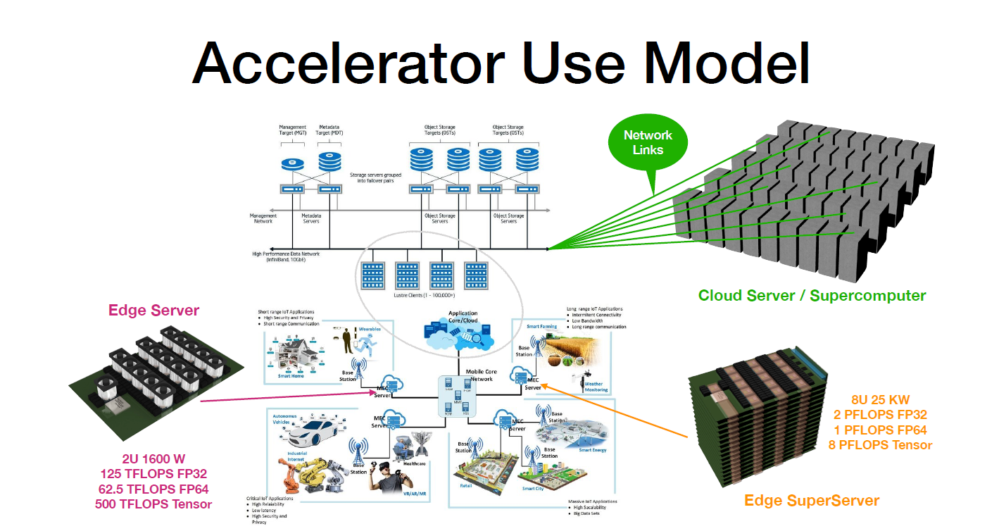 Accelerator Use Model
Management
Target (MGT)
Metadata
Target (MDT)
Object Storage
Targets (OSTs)
Object Storage
Targets (OSTs)
Storage servers grouped
into failover pairs
Management
Network
Metadata
Servers
Object Storage
Servers
Object Storage
Servers
High Performance Data Network
(InfiniBand, 10GbE)
Lustre Clients (1 - 100,000+)
Network
Links
Cloud Server / Supercomputer
Edge Server
2U 1600 W
125 TFLOPS FP32
62.5 TFLOPS FP64
500 TFLOPS Tensor
Short range IoT Applications
• High Security and Privacy
• Short range Communication
Wearables
Smart Home
Base
Station
MEC
Server
Application
Core/Cloud
Long range IoT Applications
• Intermitent Connectivity
• Low Bandwidth
• Long range communication
Smart Farming
Base
Station
MEC
Server
Weather
Monitoring
Mobile Core
Network
MME
HSS
Autonomus
Vehicles
MEC
Server
Industrial
Internet
Base
Station
Healthcare
VR/AR/MR
Critical IoT Applications
• High Relaiability
• Low latency
• High Security and
Privacy
MEC
Server
Base
Station
Base
Station
Base
Station
Smart Energy
Retail
Smart City
Massive IoT Applications
• High Sacalability
• Big Data Sets
8U 25 KW
2 PFLOPS FP32
1 PFLOPS FP64
8 PFLOPS Tensor
Edge SuperServer